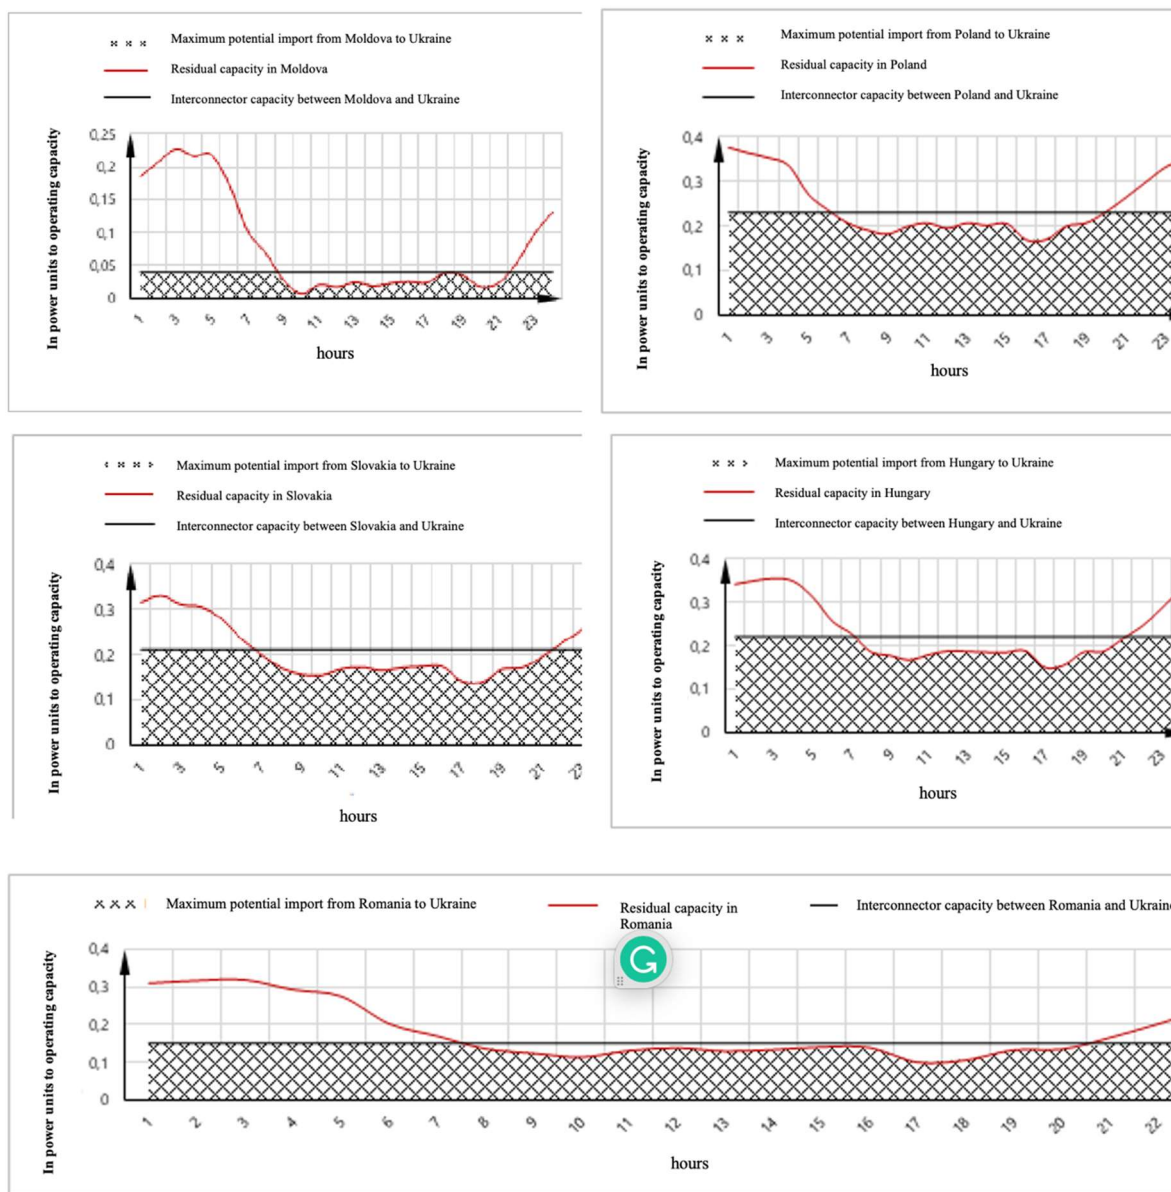 Maximum potential import from Moldova to Ukraine
Residual capacity in Moldova
Interconnector capacity between Moldova and Ukraine
In power units to operating capacity
0,25
0,2
0,15
0,1
0,05
0
1 3 5 7 9 11 13 15 17 19 21 23
hours
Maximum potential import from Poland to Ukraine
Residual capacity in Poland
Interconnector capacity between Poland and Ukraine
In power units to operating capacity
0,4
0,3
0,2
0,1
0
1 3 5 7 9 11 13 15 17 19 21 23
hours
Maximum potential import from Slovakia to Ukraine
Residual capacity in Slovakia
Interconnector capacity between Slovakia and Ukraine
In power units to operating capacity
0,4
0,3
0,2
0,1
0
1 3 5 7 9 11 13 15 17 19 21 23
hours
Maximum potential import from Hungary to Ukraine
Residual capacity in Hungary
Interconnector capacity between Hungary and Ukraine
In power units to operating capacity
0,4
0,3
0,2
0,1
0
1 3 5 7 9 11 13 15 17 19 21 23
hours
Maximum potential import from Romania to Ukraine
Residual capacity in
Romania
Interconnector capacity between Romania and Ukraine
In power units to operating capacity
0,4
0,3
0,2
0,1
0
1 2 3 4 5 6 7 8 9 10 11 12 13 14 15 16 17 18 19 20 21 22
hours